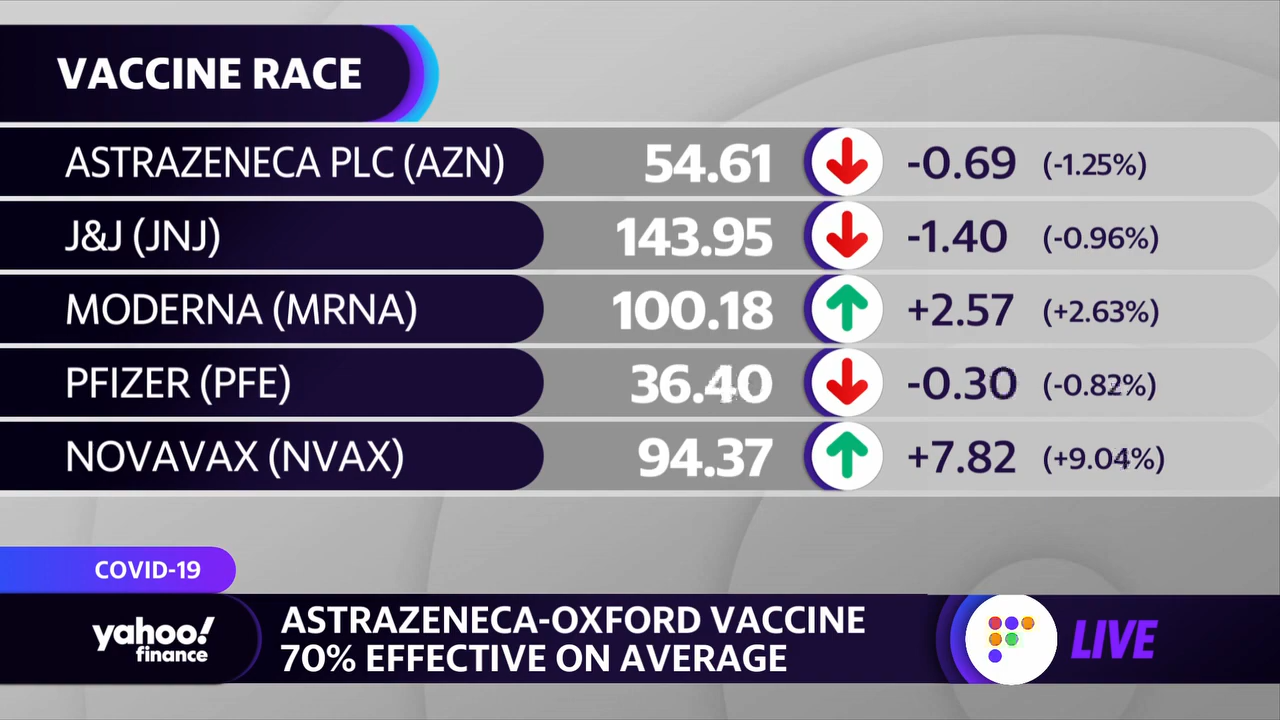 VACCINE RACE
ASTRAZENECA PLC (AZN) 54.61 -0.69 (-1.25%)
J&J (JNJ) 143.95 -1.40 (-0.96%)
MODERNA (MRNA) 100.18 +2.57 (+2.63%)
PFIZER (PFE) 36.40 -0.30 (-0.82%)
NOVAVAX (NVAX) 94.37 +7.82 (+9.04%)
COVID-19
yahoo!
finance
ASTRAZENECA-OXFORD VACCINE
70% EFFECTIVE ON AVERAGE
LIVE